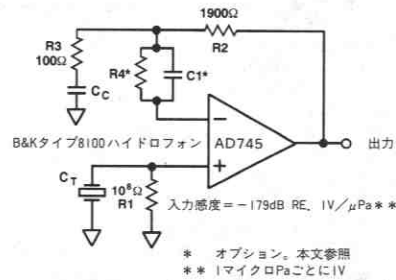 1900Ω
R2
R3
100Ω
R4*
C1*
CC
B&Kタイプ8100ハイドロフォン
AD745
出力
CT
10⁸Ω
R1
入力感度=−179dB RE、1V/μPa**
* オプション。本文参照
** 1マイクロPaごとに1V